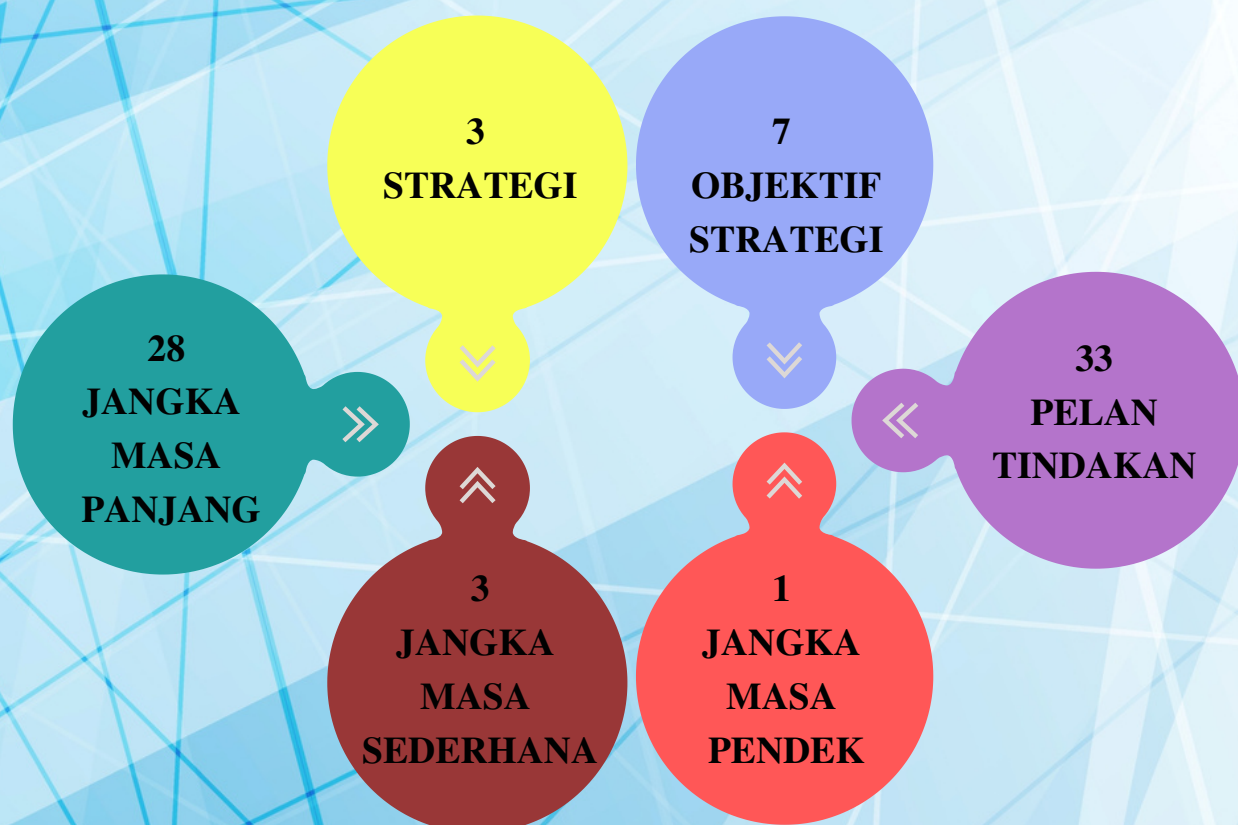 3
STRATEGI
7
OBJEKTIF
STRATEGI
28
JANGKA
MASA
PANJANG
33
PELAN
TINDAKAN
3
JANGKA
MASA
SEDERHANA
1
JANGKA
MASA
PENDEK